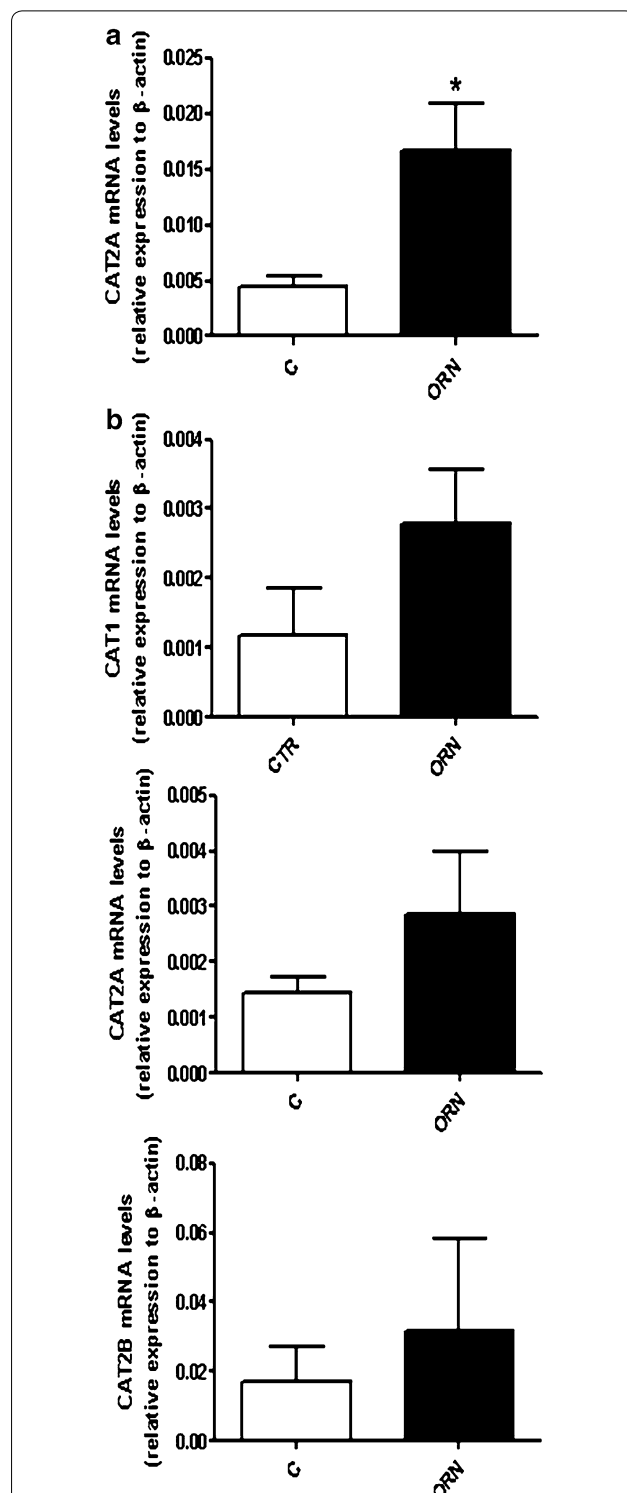 a
CAT2A mRNA levels
(relative expression to β-actin)
0.025
0.020
0.015
0.010
0.005
0.000
*
C
ORN
b
CAT1 mRNA levels
(relative expression to β-actin)
0.004
0.003
0.002
0.001
0.000
CTR
ORN
CAT2A mRNA levels
(relative expression to β-actin)
0.005
0.004
0.003
0.002
0.001
0.000
C
ORN
CAT2B mRNA levels
(relative expression to β-actin)
0.08
0.06
0.04
0.02
0.00
C
ORN